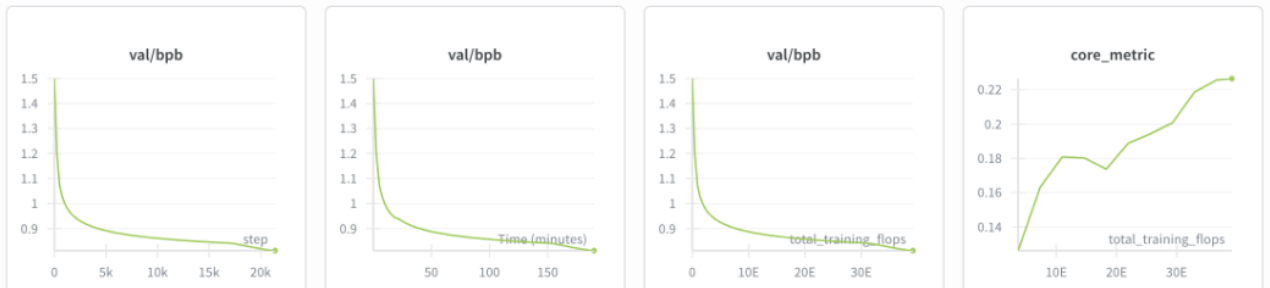 val/bpb
1.5
1.4
1.3
1.2
1.1
1
0.9
step
0 5k 10k 15k 20k
val/bpb
1.5
1.4
1.3
1.2
1.1
1
0.9
Time (minutes)
50 100 150
val/bpb
1.5
1.4
1.3
1.2
1.1
1
0.9
total_training_flops
0 10E 20E 30E
core_metric
0.22
0.2
0.18
0.16
0.14
total_training_flops
10E 20E 30E